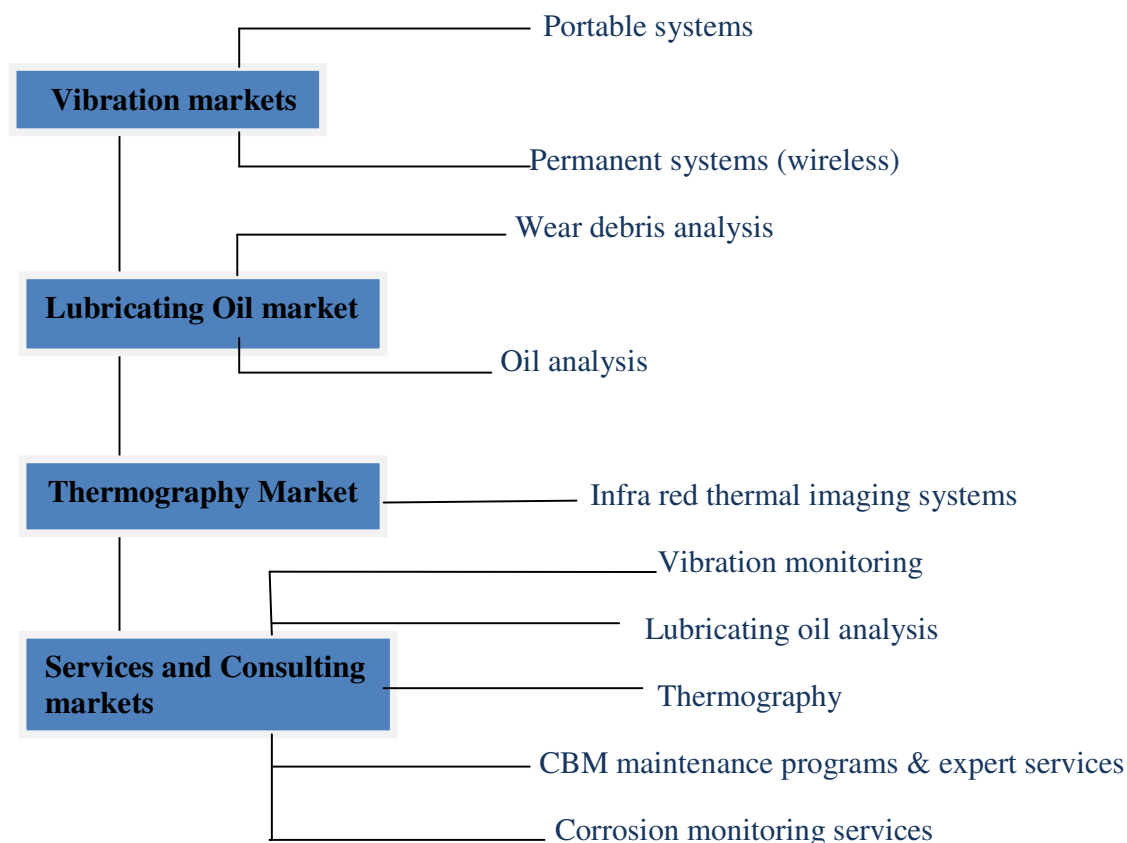 Portable systems
Vibration markets
Permanent systems (wireless)
Wear debris analysis
Lubricating Oil market
Oil analysis
Thermography Market
Infra red thermal imaging systems
Vibration monitoring
Lubricating oil analysis
Services and Consulting
markets
Thermography
CBM maintenance programs & expert services
Corrosion monitoring services